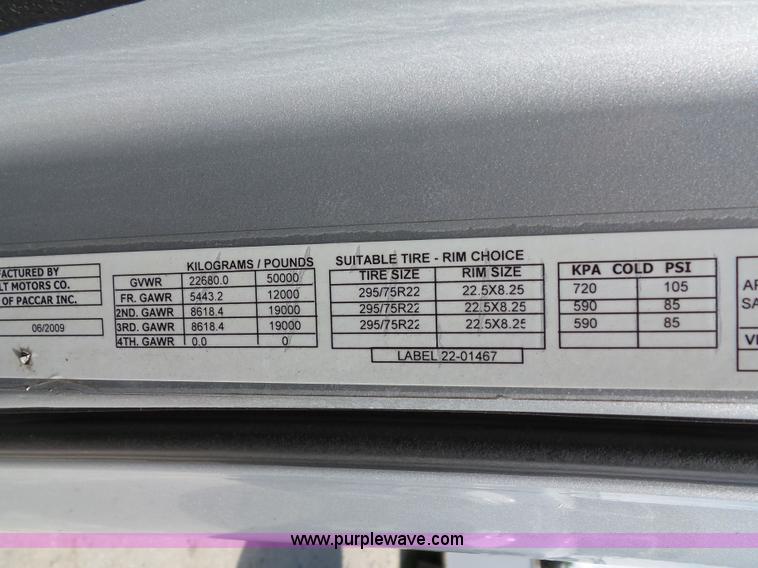 FACTURED BY
LT MOTORS CO.
OF PACCAR INC.
06/2009
KILOGRAMS / POUNDS
GVWR 22680.0 50000
FR. GAWR 5443.2 12000
2ND. GAWR 8618.4 19000
3RD. GAWR 8618.4 19000
4TH. GAWR 0.0 0
SUITABLE TIRE - RIM CHOICE
TIRE SIZE RIM SIZE
295/75R22 22.5X8.25
295/75R22 22.5X8.25
295/75R22 22.5X8.25
LABEL 22-01467
KPA COLD PSI
720 105
590 85
590 85
AF
SA
www.purplewave.com